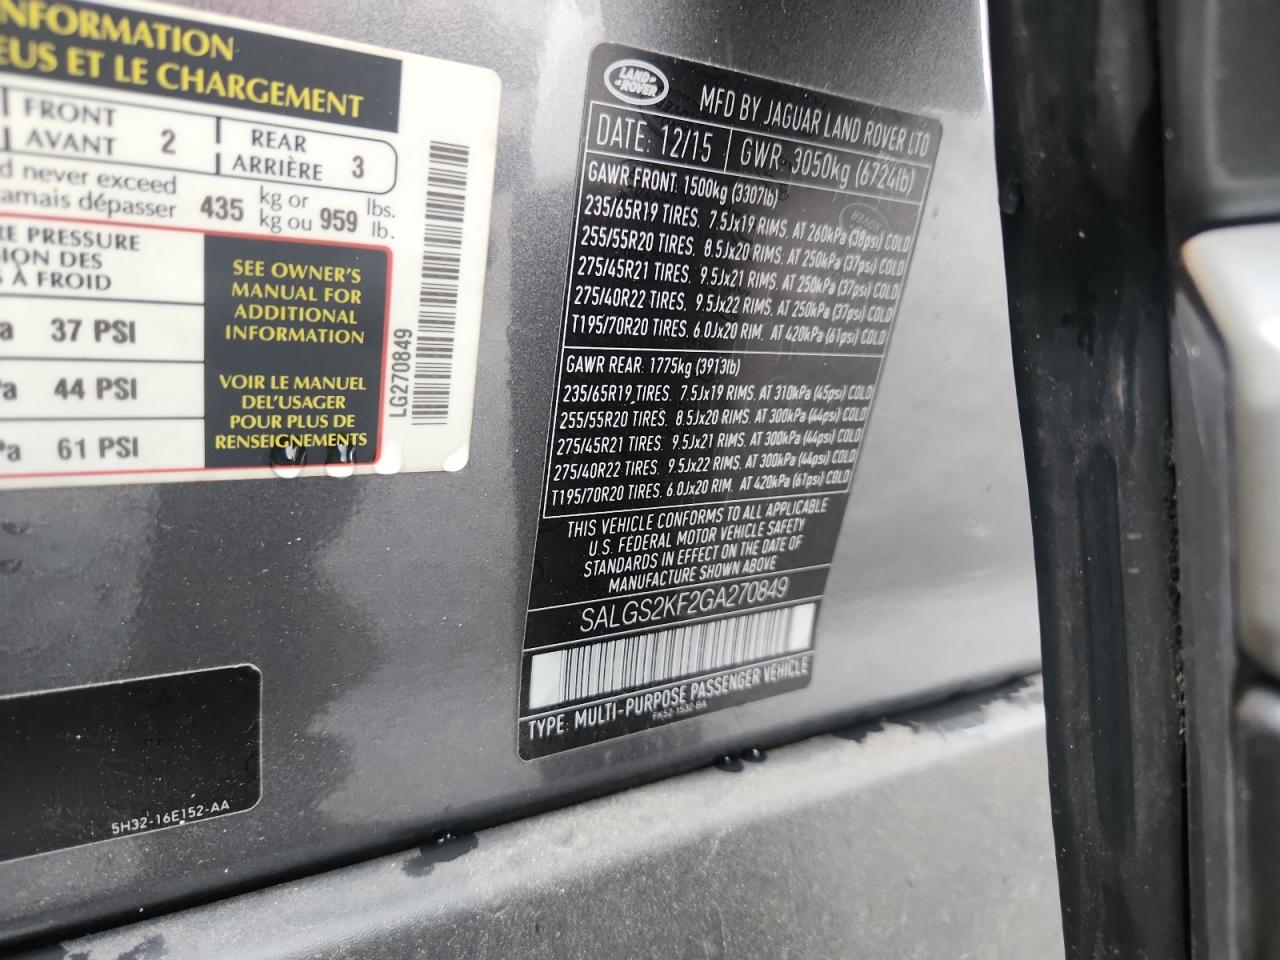 NFORMATION
EUS ET LE CHARGEMENT
FRONT
AVANT 2
REAR
ARRIÈRE 3
never exceed
amais dépasser
435 kg or
kg ou 959 lbs.
lb.
E PRESSURE
ION DES
À FROID
a 37 PSI
a 44 PSI
Pa 61 PSI
SEE OWNER'S
MANUAL FOR
ADDITIONAL
INFORMATION
VOIR LE MANUEL
DE L'USAGER
POUR PLUS DE
RENSEIGNEMENTS
LG270849
5H32-16E152-AA
LAND
ROVER
MFD BY JAGUAR LAND ROVER LTD
DATE: 12/15 GWR: 3050kg (6724lb)
GAWR FRONT: 1500kg (3307lb)
235/65R19 TIRES. 7.5Jx19 RIMS. AT 260kPa (38psi) COLD
255/55R20 TIRES. 8.5Jx20 RIMS. AT 250kPa (37psi) COLD
275/45R21 TIRES. 9.5Jx21 RIMS. AT 250kPa (37psi) COLD
275/40R22 TIRES. 9.5Jx22 RIMS. AT 250kPa (37psi) COLD
T195/70R20 TIRES. 6.0Jx20 RIM. AT 420kPa (61psi) COLD
GAWR REAR: 1775kg (3913lb)
235/65R19 TIRES. 7.5Jx19 RIMS. AT 310kPa (45psi) COLD
255/55R20 TIRES. 8.5Jx20 RIMS. AT 300kPa (44psi) COLD
275/45R21 TIRES. 9.5Jx21 RIMS. AT 300kPa (44psi) COLD
275/40R22 TIRES. 9.5Jx22 RIMS. AT 300kPa (44psi) COLD
T195/70R20 TIRES. 6.0Jx20 RIM. AT 420kPa (61psi) COLD
THIS VEHICLE CONFORMS TO ALL APPLICABLE
U.S. FEDERAL MOTOR VEHICLE SAFETY
STANDARDS IN EFFECT ON THE DATE OF
MANUFACTURE SHOWN ABOVE
SALGS2KF2GA270849
TYPE: MULTI-PURPOSE PASSENGER VEHICLE
FK52-1532-BA